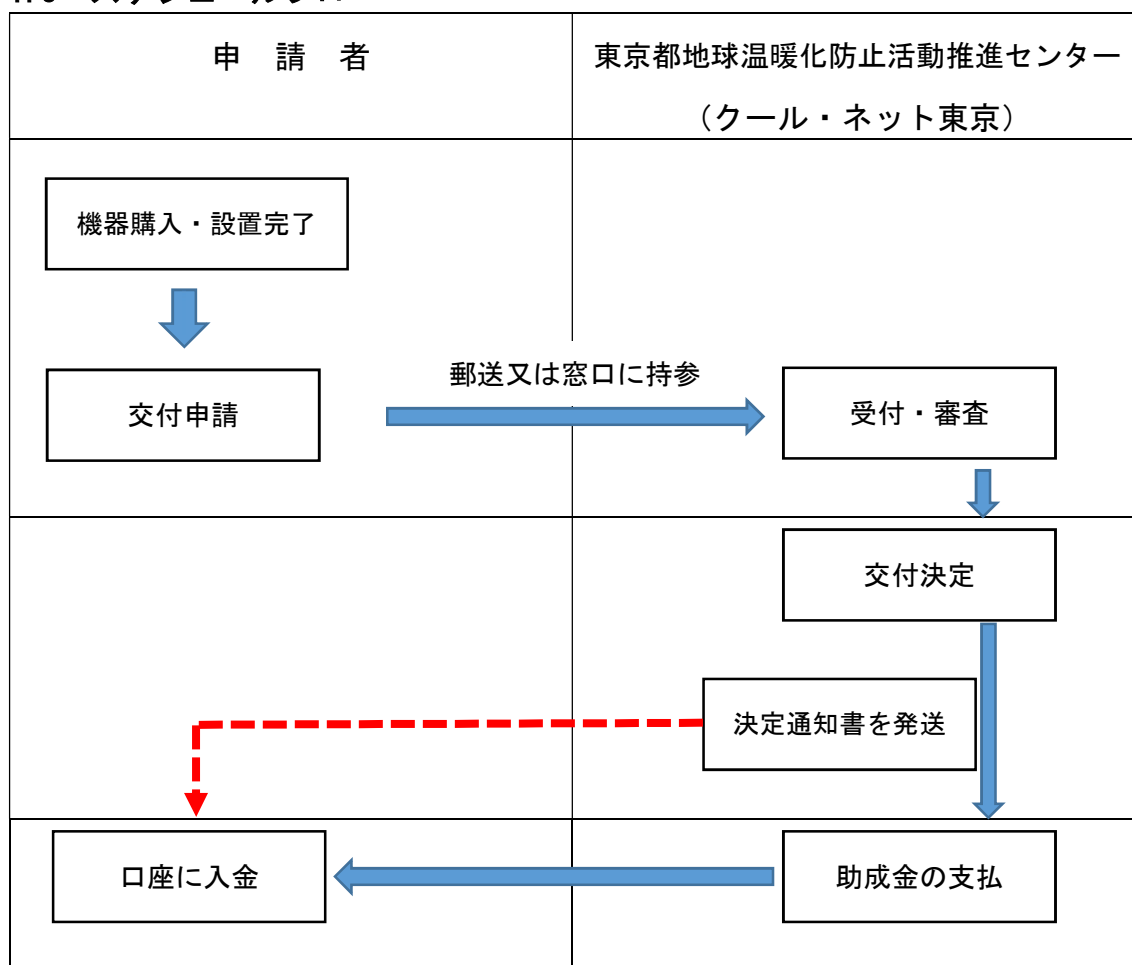 申　請　者
東京都地球温暖化防止活動推進センター
（クール・ネット東京）
機器購入・設置完了
郵送又は窓口に持参
交付申請
受付・審査
交付決定
決定通知書を発送
口座に入金
助成金の支払